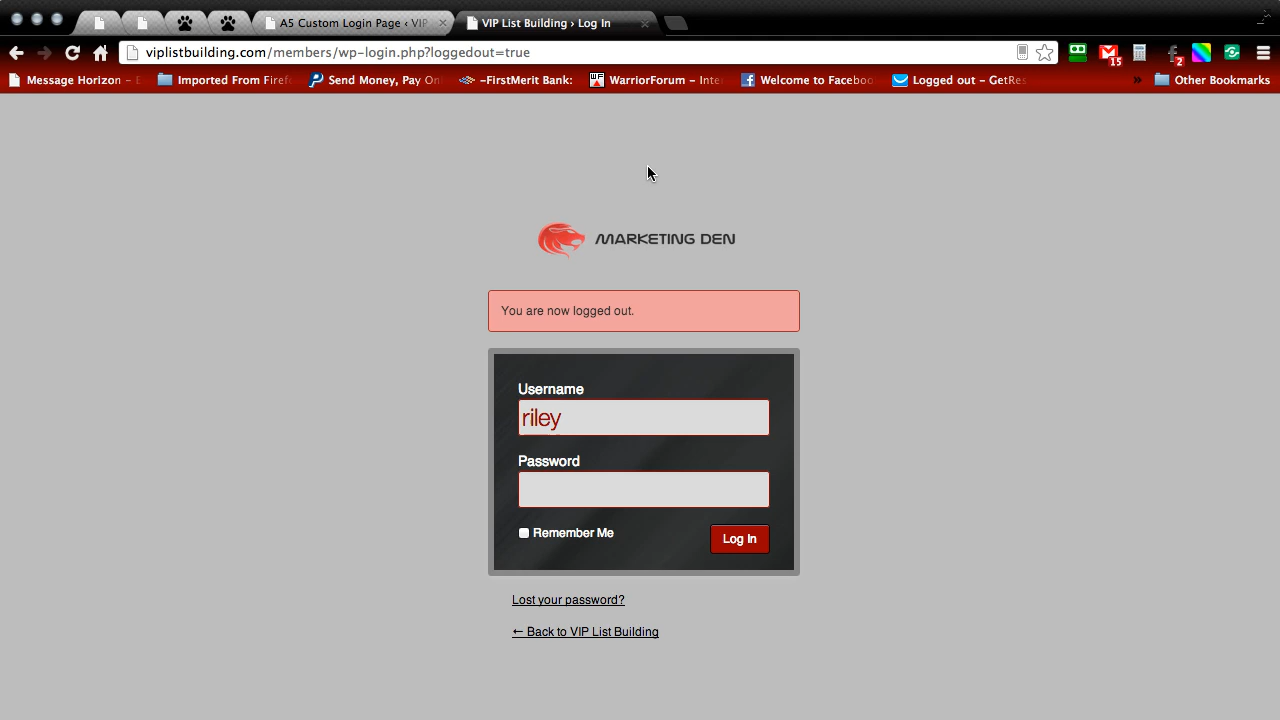 A5 Custom Login Page ‹ VIP
VIP List Building › Log In
viplistbuilding.com/members/wp-login.php?loggedout=true
15
2
Message Horizon – E
Imported From Firef
Send Money, Pay On
–FirstMerit Bank:
WarriorForum – Inte
Welcome to Faceboo
Logged out – GetRes
»
Other Bookmarks
MARKETING DEN
You are now logged out.
Username
riley
Password
Remember Me
Log In
Lost your password?
← Back to VIP List Building